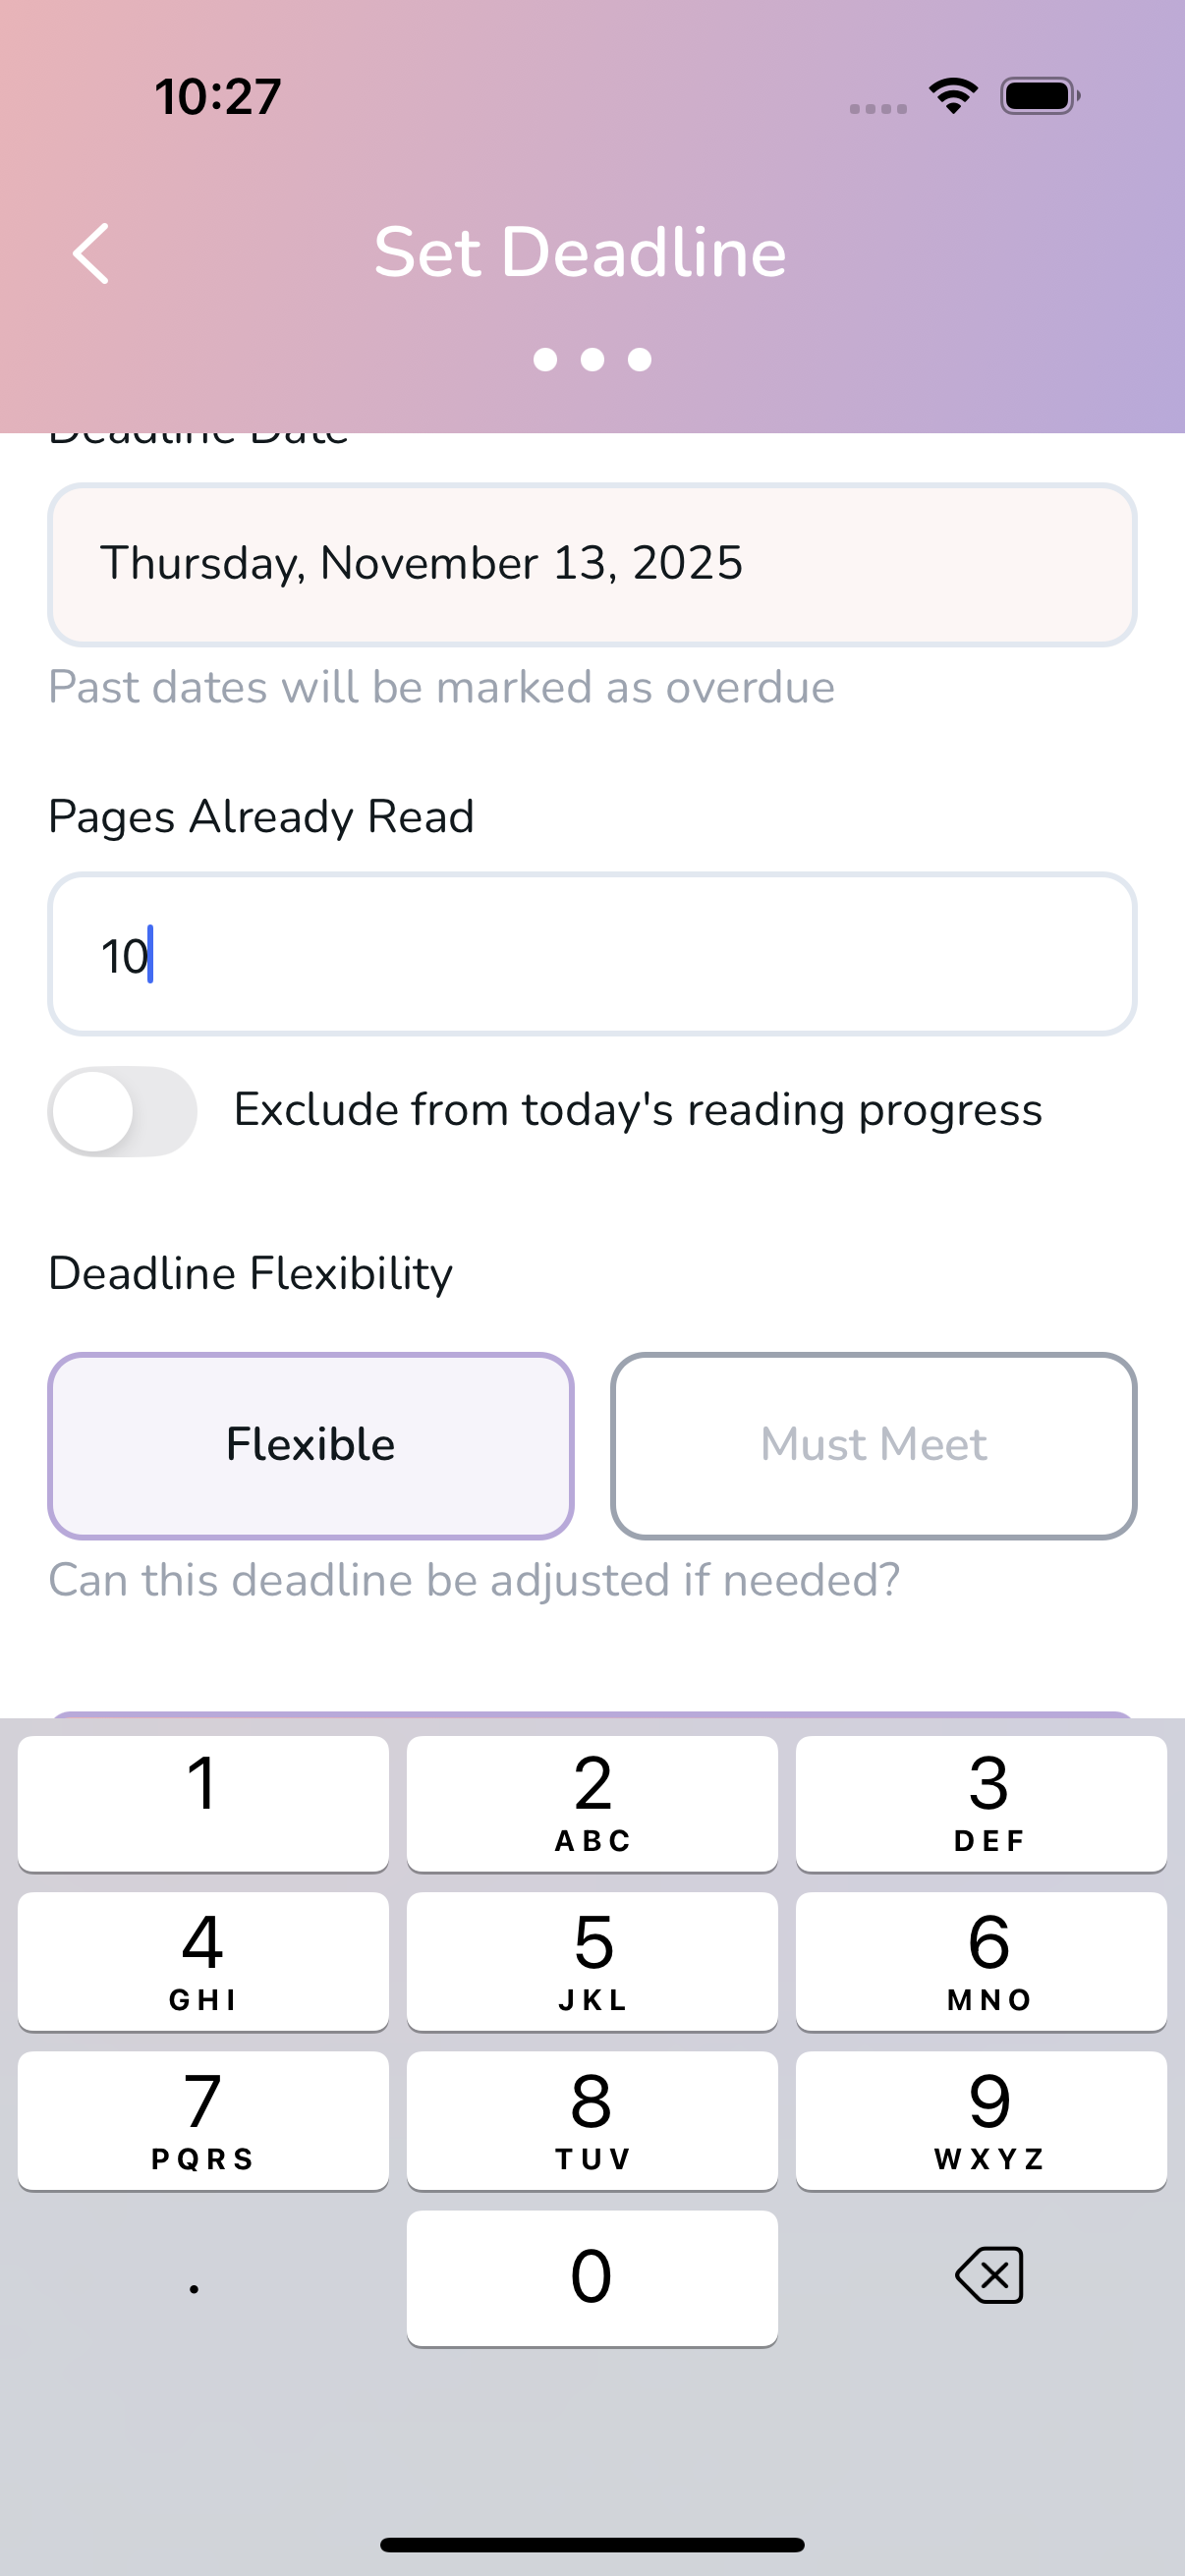 10:27
Set Deadline
Deadline Date
Thursday, November 13, 2025
Past dates will be marked as overdue
Pages Already Read
10
Exclude from today's reading progress
Deadline Flexibility
Flexible
Must Meet
Can this deadline be adjusted if needed?
1
2
ABC
3
DEF
4
GHI
5
JKL
6
MNO
7
PQRS
8
TUV
9
WXYZ
.
0